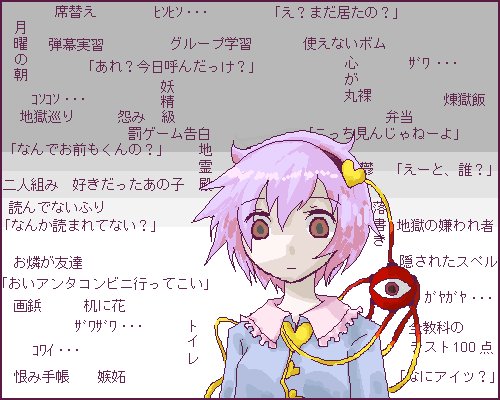 席替え　ﾋｿﾋｿ･･･　「え？まだ居たの？」
月曜の朝
弾幕実習　グループ学習　使えないボム
「あれ？今日呼んだっけ？」
心が丸裸
ｻﾞﾜ･･･
ｺﾝｺﾝ･･･
妖精級
煉獄飯
地獄巡り　怨み
弁当
罰ゲーム告白
「こっち見んじゃねーよ」
「なんでお前もくんの？」
地霊殿
鬱
「えーと、誰？」
二人組み　好きだったあの子
読んでないふり
落書き
「なんか読まれてない？」
地獄の嫌われ者
お燐が友達
隠されたスペル
「おいアンタコンビニ行ってこい」
画鋲　机に花
ｶﾞﾔｶﾞﾔ･･･
ｻﾞﾜｻﾞﾜ･･･
トイレ
全教科の
テスト100点
ｺﾜｲ･･･
恨み手帳　嫉妬
「なにアイツ？」